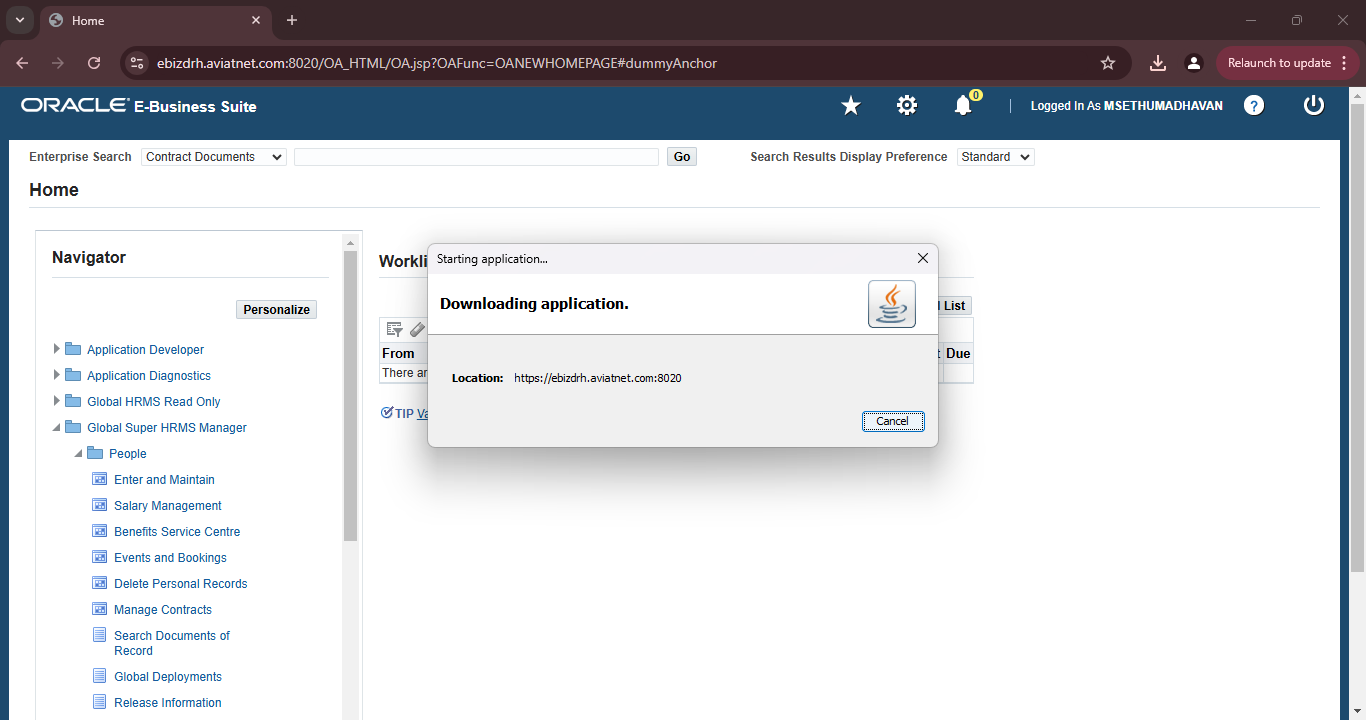 Home
ebizdrh.aviatnet.com:8020/OA_HTML/OA.jsp?OAFunc=OANEWHOMEPAGE#dummyAnchor
Relaunch to update
ORACLE E-Business Suite
0
Logged In As MSETHUMADHAVAN
?
Enterprise Search
Contract Documents
Go
Search Results Display Preference
Standard
Home
Navigator
Personalize
Application Developer
Application Diagnostics
Global HRMS Read Only
Global Super HRMS Manager
People
Enter and Maintain
Salary Management
Benefits Service Centre
Events and Bookings
Delete Personal Records
Manage Contracts
Search Documents of
Record
Global Deployments
Release Information
List
From
Due
There
TIP
Starting application...
Downloading application.
Location: https://ebizdrh.aviatnet.com:8020
Cancel